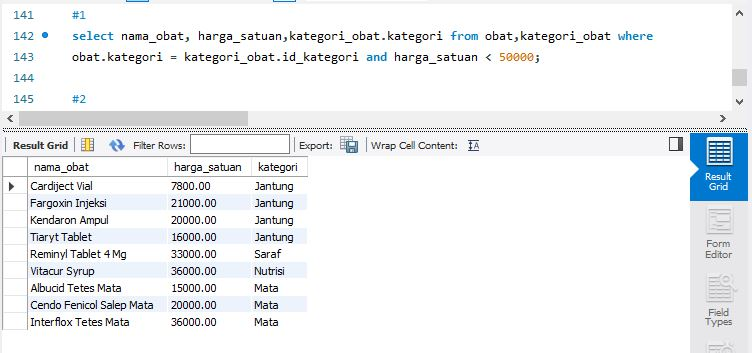 141 #1
142 select nama_obat, harga_satuan,kategori_obat.kategori from obat,kategori_obat where
143 obat.kategori = kategori_obat.id_kategori and harga_satuan < 50000;
144
145 #2
Result Grid Filter Rows: Export: Wrap Cell Content: IA
nama_obat harga_satuan kategori
Cardiject Vial 7800.00 Jantung
Fargoxin Injeksi 21000.00 Jantung
Kendaron Ampul 20000.00 Jantung
Tiaryt Tablet 16000.00 Jantung
Reminyl Tablet 4 Mg 33000.00 Saraf
Vitacur Syrup 36000.00 Nutrisi
Albucid Tetes Mata 15000.00 Mata
Cendo Fenicol Salep Mata 20000.00 Mata
Interflox Tetes Mata 36000.00 Mata
Result
Grid
Form
Editor
Field
Types